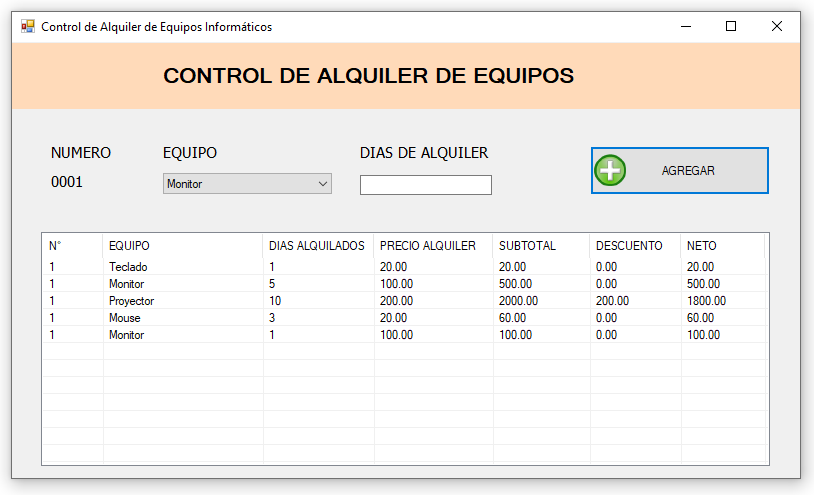 Control de Alquiler de Equipos Informáticos
CONTROL DE ALQUILER DE EQUIPOS
NUMERO EQUIPO DIAS DE ALQUILER
0001 Monitor AGREGAR
N° EQUIPO DIAS ALQUILADOS PRECIO ALQUILER SUBTOTAL DESCUENTO NETO
1 Teclado 1 20.00 20.00 0.00 20.00
1 Monitor 5 100.00 500.00 0.00 500.00
1 Proyector 10 200.00 2000.00 200.00 1800.00
1 Mouse 3 20.00 60.00 0.00 60.00
1 Monitor 1 100.00 100.00 0.00 100.00